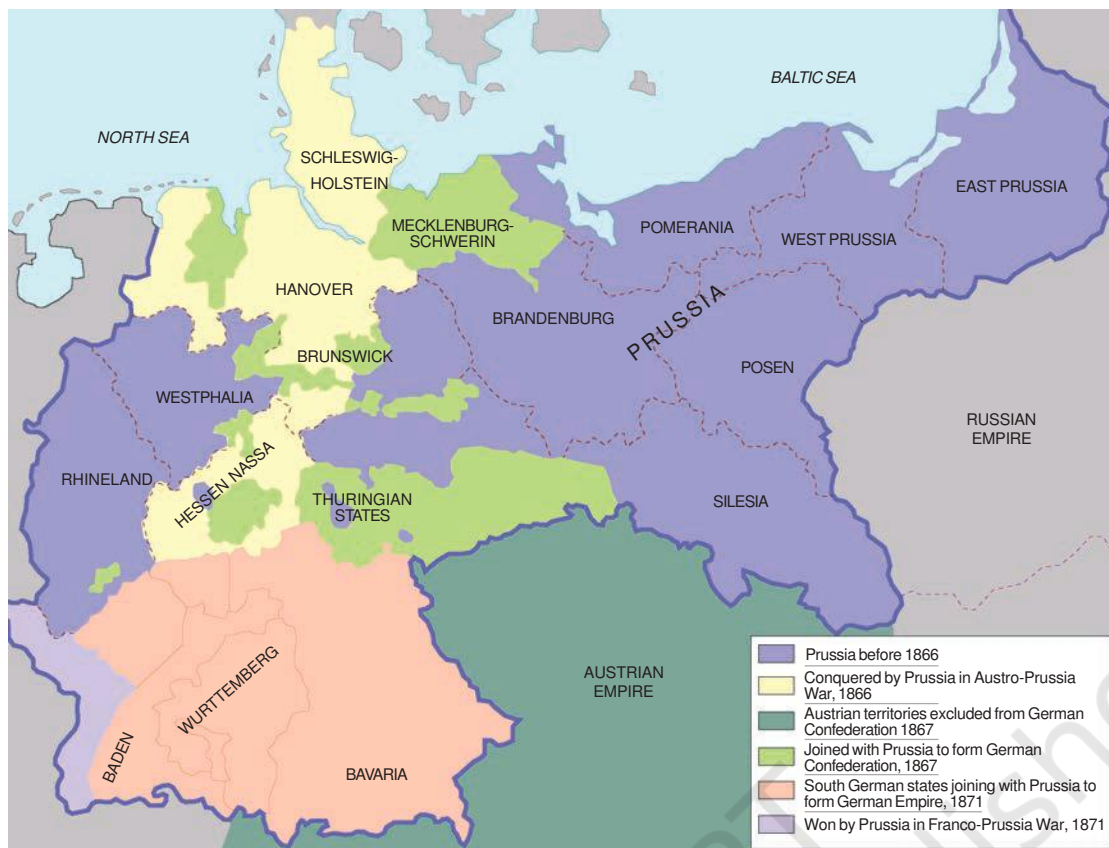 BALTIC SEA
NORTH SEA
SCHLESWIG-
HOLSTEIN
EAST PRUSSIA
MECKLENBURG-
SCHWERIN
POMERANIA
WEST PRUSSIA
HANOVER
BRANDENBURG
PRUSSIA
BRUNSWICK
POSEN
WESTPHALIA
RUSSIAN
EMPIRE
RHINELAND
HESSEN NASSA
THURINGIAN
STATES
SILESIA
AUSTRIAN
EMPIRE
WURTTEMBERG
BADEN
BAVARIA
Prussia before 1866
Conquered by Prussia in Austro-Prussia
War, 1866
Austrian territories excluded from German
Confederation 1867
Joined with Prussia to form German
Confederation, 1867
South German states joining with Prussia to
form German Empire, 1871
Won by Prussia in Franco-Prussia War, 1871